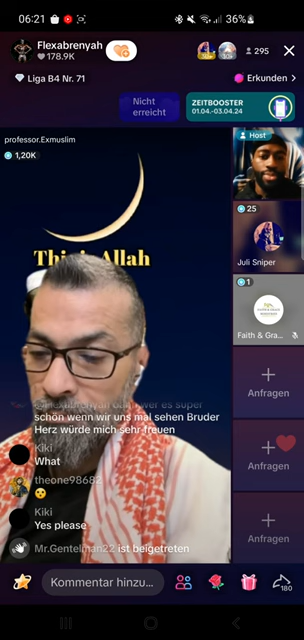 06:21
36%
Flexabrenyah
178.9K
295
Liga B4 Nr. 71
Erkunden >
Nicht erreicht
ZEITBOOSTER
01.04.-03.04.24
professor.Exmuslim
1,20K
Host
25
Juli Sniper
1
Faith & Gra...
Allah
schön wenn wir uns mal sehen Bruder
Herz würde mich sehr freuen
Kiki
What
theone98682
Kiki
Yes please
Mr.Gentelman22 ist beigetreten
+
Anfragen
+
Anfragen
+
Anfragen
Kommentar hinzu...
180